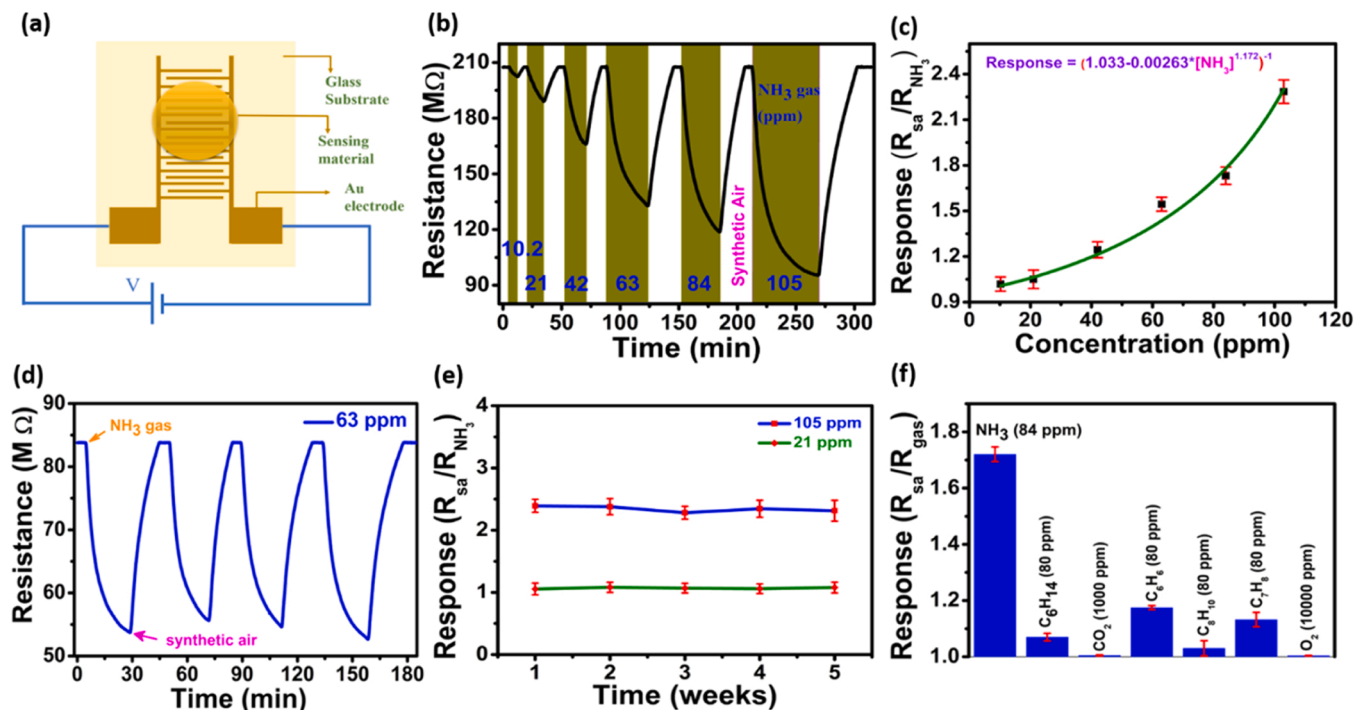 (a)
Glass
Substrate
Sensing
material
Au
electrode
V
(b)
Resistance (MΩ)
210
180
150
120
90
NH₃ gas
(ppm)
Synthetic Air
10.2
21
42
63
84
105
0
50
100
150
200
250
300
Time (min)
(c)
Response (Rsa/RNH₃)
2.4
2.1
1.8
1.5
1.2
0.9
Response = (1.033-0.00263*[NH₃]^1.172)^-1
0
20
40
60
80
100
120
Concentration (ppm)
(d)
Resistance (M Ω)
90
85
80
75
70
65
60
55
50
63 ppm
NH₃ gas
synthetic air
0
30
60
90
120
150
180
Time (min)
(e)
Response (Rsa/RNH₃)
4
3
2
1
0
105 ppm
21 ppm
1
2
3
4
5
Time (weeks)
(f)
Response (Rsa/Rgas)
1.8
1.6
1.4
1.2
1.0
NH₃ (84 ppm)
C₆H14 (80 ppm)
CO₂ (1000 ppm)
C₆H₆ (80 ppm)
C₈H₁₀ (80 ppm)
C₇H₈ (80 ppm)
O₂ (10000 ppm)